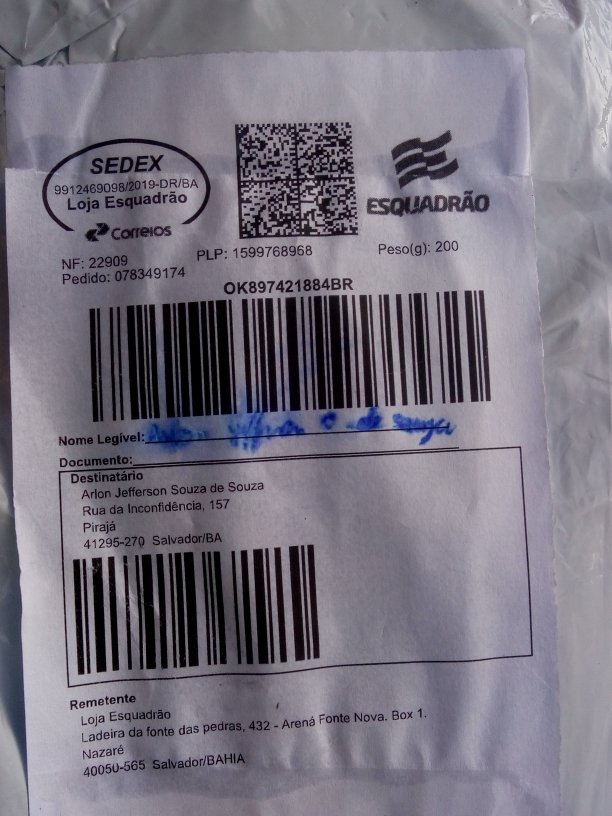 SEDEX
9912469098/2019-DR/BA
Loja Esquadrão
Correios
ESQUADRÃO
NF: 22909
PLP: 1599768968
Peso(g): 200
Pedido: 078349174
OK897421884BR
Nome Legível:
Documento:
Destinatário
Arlon Jefferson Souza de Souza
Rua da Inconfidência, 157
Pirajá
41295-270 Salvador/BA
Remetente
Loja Esquadrão
Ladeira da fonte das pedras, 432 - Arená Fonte Nova. Box 1.
Nazaré
40050-565 Salvador/BAHIA